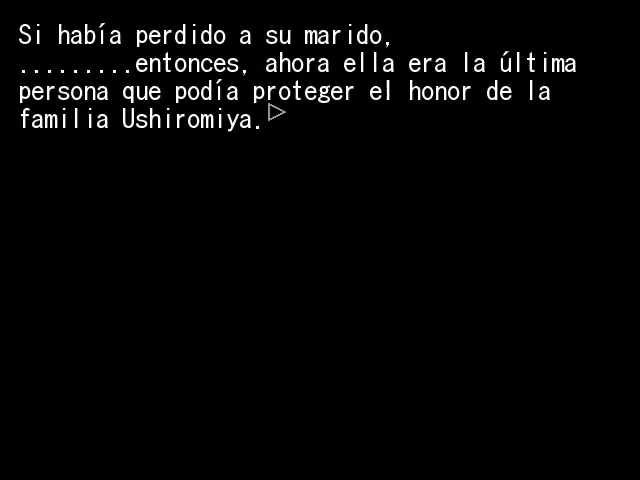 Si había perdido a su marido,
.........entonces, ahora ella era la última
persona que podía proteger el honor de la
familia Ushiromiya.